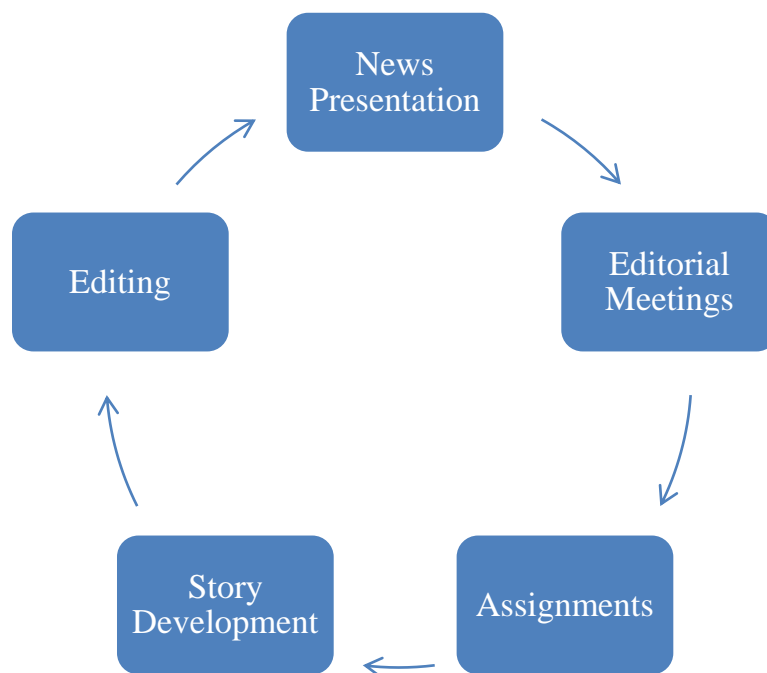 News
Presentation
Editorial
Meetings
Assignments
Story
Development
Editing